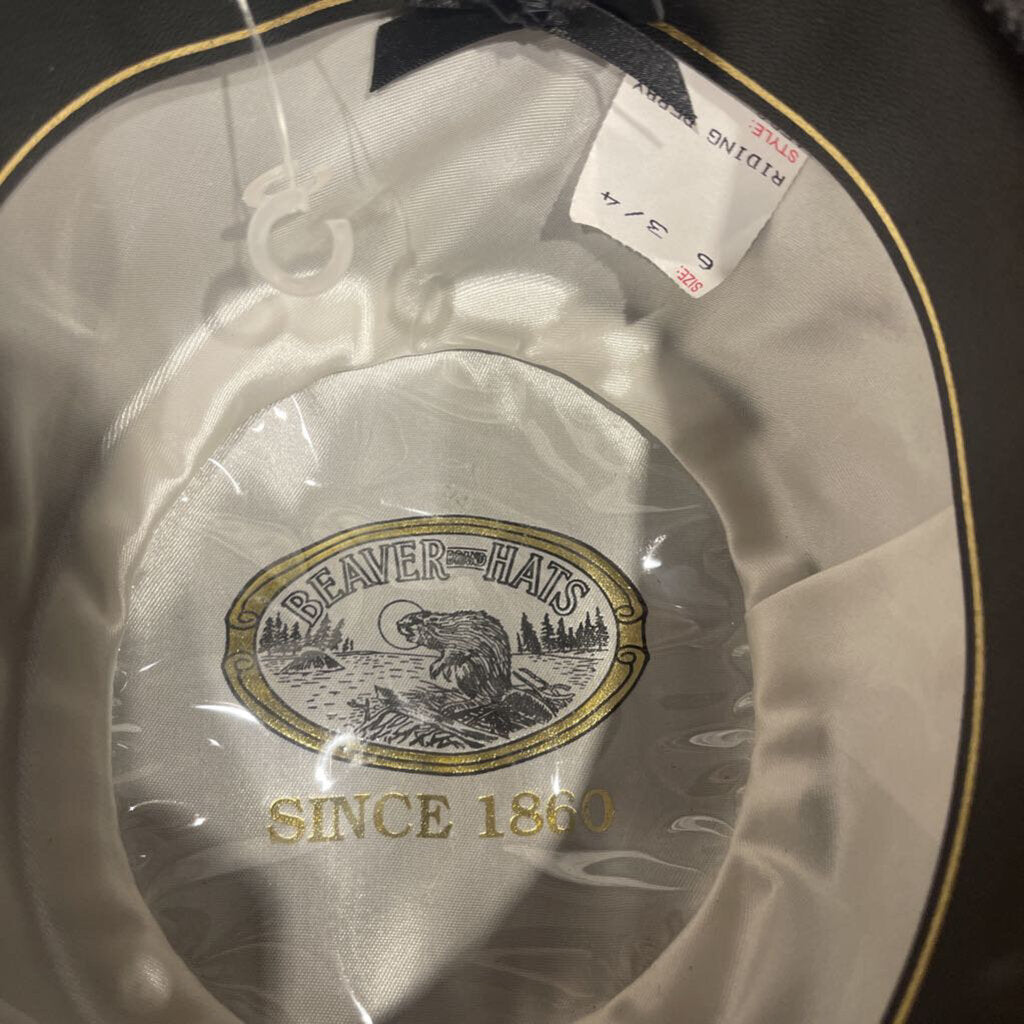 STYLE:
RIDING DERBY
SIZE:
6 3/4
BEAVER BRAND HATS
SINCE 1860